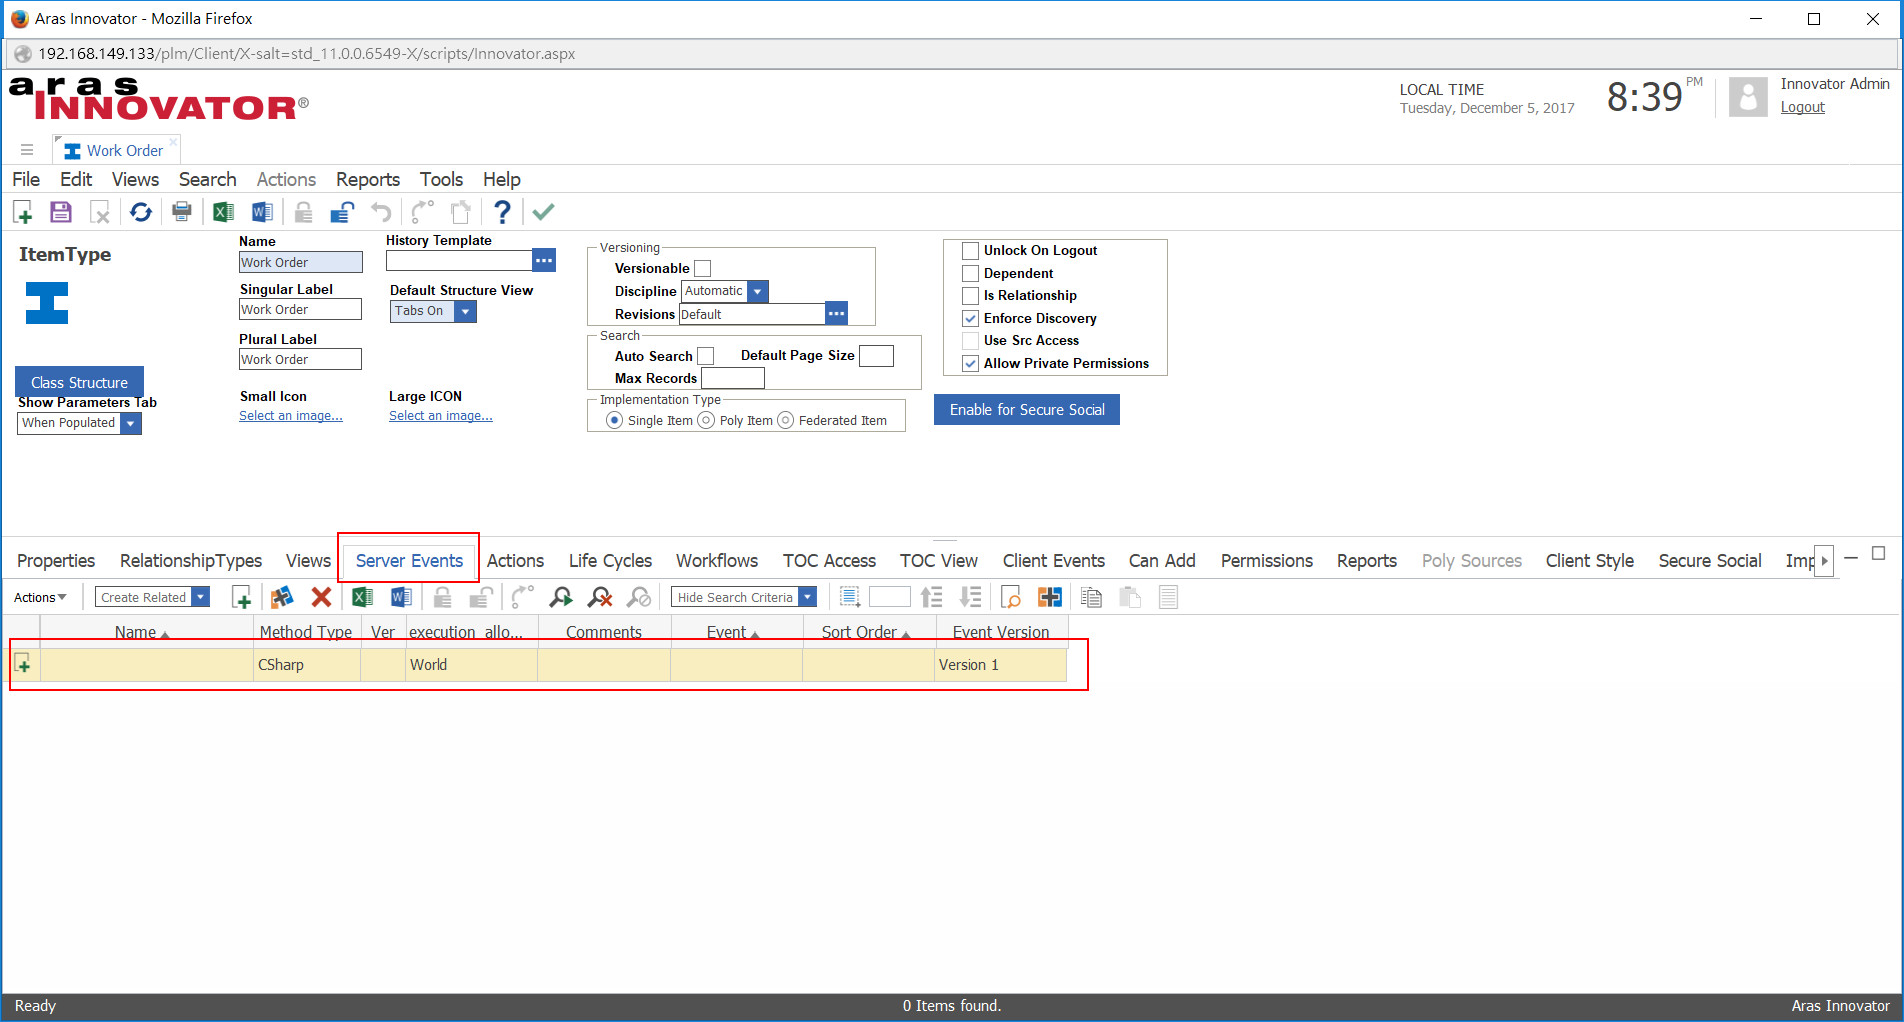 Aras Innovator - Mozilla Firefox
192.168.149.133/plm/Client/X-salt=std_11.0.0.6549-X/scripts/Innovator.aspx
aras
INNOVATOR®
LOCAL TIME
Tuesday, December 5, 2017
8:39 PM
Innovator Admin
Logout
Work Order
File Edit Views Search Actions Reports Tools Help
ItemType
Class Structure
Show Parameters Tab
When Populated
Name
Work Order
Singular Label
Work Order
Plural Label
Work Order
Small Icon
Select an image...
History Template
Default Structure View
Tabs On
Large ICON
Select an image...
Versioning
Versionable
Discipline Automatic
Revisions Default
Search
Auto Search Default Page Size
Max Records
Implementation Type
Single Item Poly Item Federated Item
Unlock On Logout
Dependent
Is Relationship
Enforce Discovery
Use Src Access
Allow Private Permissions
Enable for Secure Social
Properties RelationshipTypes Views Server Events Actions Life Cycles Workflows TOC Access TOC View Client Events Can Add Permissions Reports Poly Sources Client Style Secure Social Imp
Actions Create Related Hide Search Criteria
Name Method Type Ver execution_allo... Comments Event Sort Order Event Version
CSharp World Version 1
Ready 0 Items found. Aras Innovator